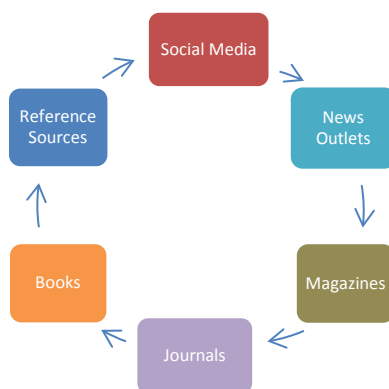 Social Media
News
Outlets
Magazines
Journals
Books
Reference
Sources